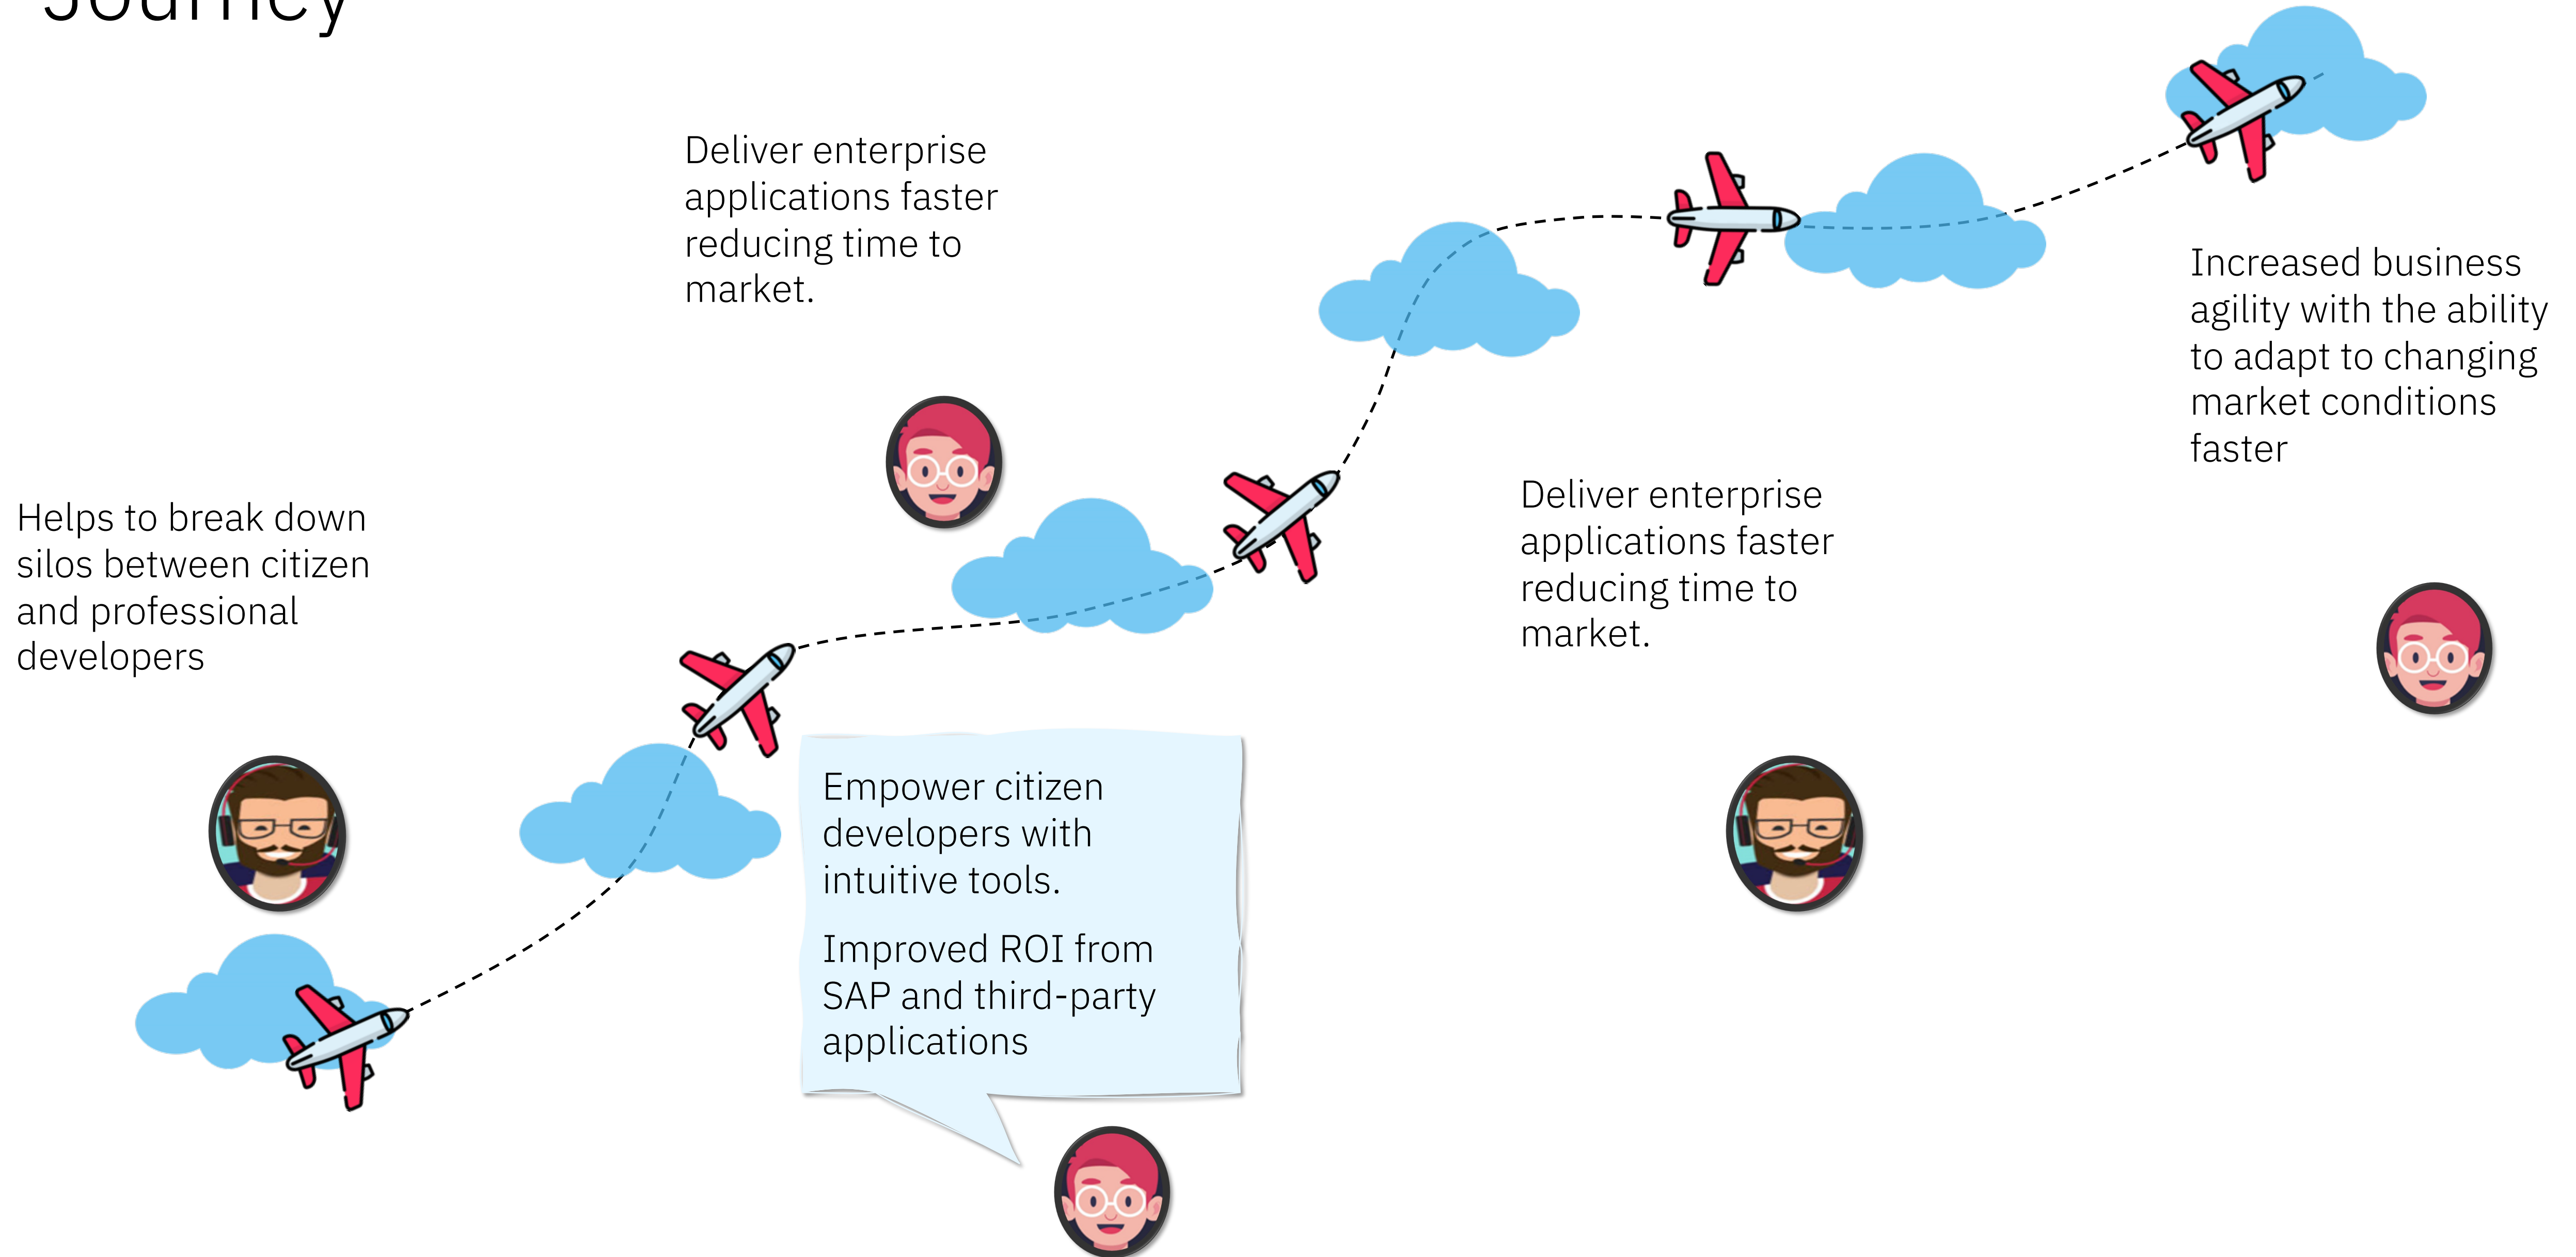 Journey
Deliver enterprise
applications faster
reducing time to
market.
Increased business
agility with the ability
to adapt to changing
market conditions
faster
Helps to break down
silos between citizen
and professional
developers
Deliver enterprise
applications faster
reducing time to
market.
Empower citizen
developers with
intuitive tools.
Improved ROI from
SAP and third-party
applications